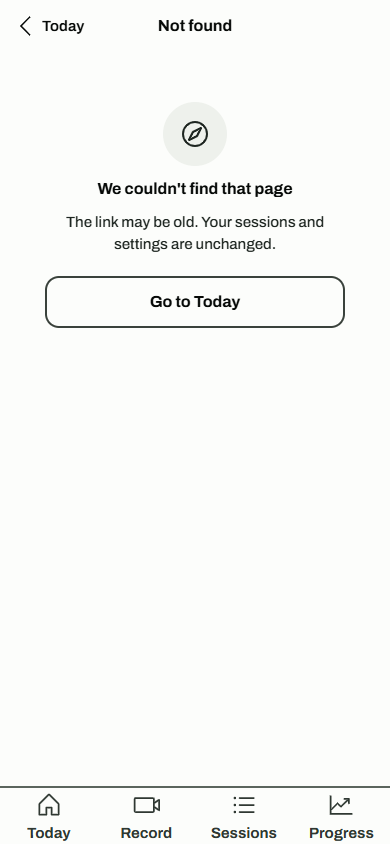 Today
Not found
We couldn't find that page
The link may be old. Your sessions and
settings are unchanged.
Go to Today
Today
Record
Sessions
Progress